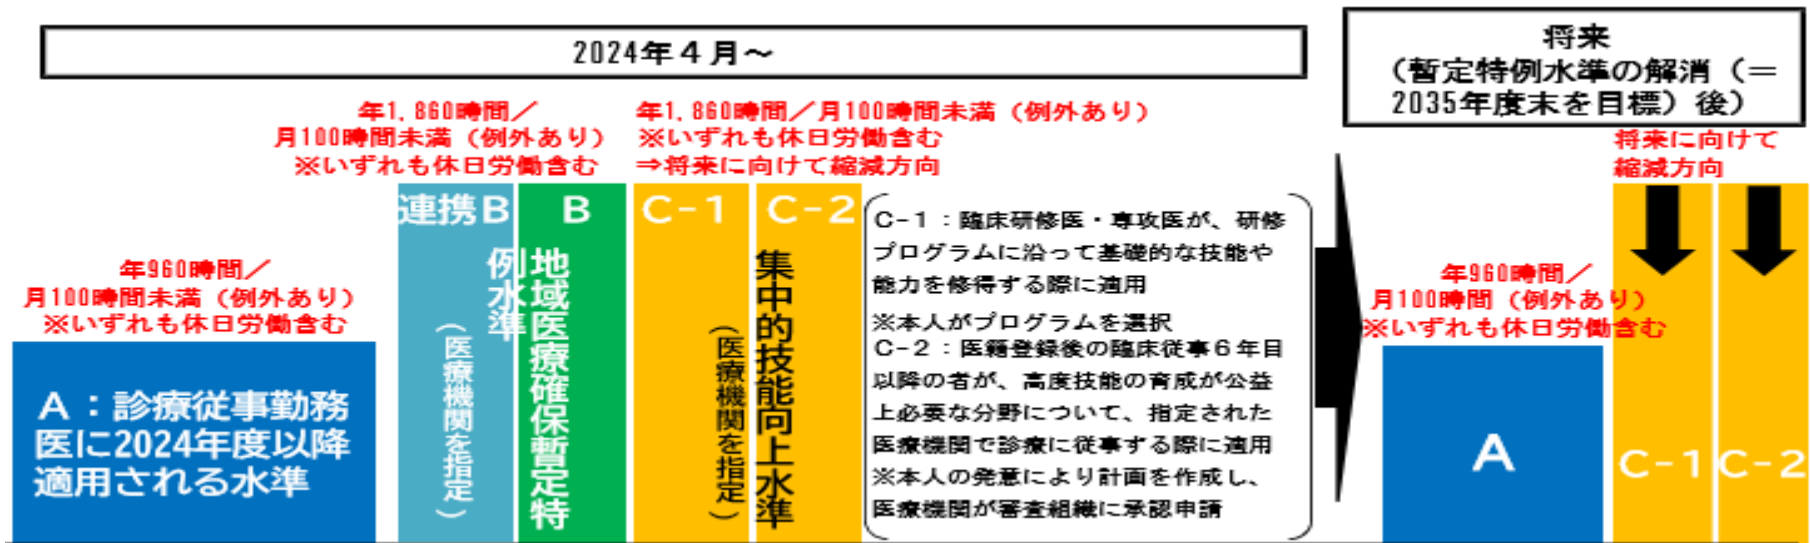 2024年４月～
将来
（暫定特例水準の解消（＝
2035年度末を目標）後）
年1,860時間／
月100時間未満（例外あり）
※いずれも休日労働含む
年1,860時間／月100時間未満（例外あり）
※いずれも休日労働含む
⇒将来に向けて縮減方向
将来に向けて
縮減方向
年960時間／
月100時間未満（例外あり）
※いずれも休日労働含む
Ａ：診療従事勤務
医に2024年度以降
適用される水準
連携B
B
地域医療確保暫定特
例水準
（医療機関を指定）
C-1
C-2
集中的技能向上水準
（医療機関を指定）
C-1：臨床研修医・専攻医が、研修
プログラムに沿って基礎的な技能や
能力を修得する際に適用
※本人がプログラムを選択
C-2：医籍登録後の臨床従事６年目
以降の者が、高度技能の育成が公益
上必要な分野について、指定された
医療機関で診療に従事する際に適用
※本人の発意により計画を作成し、
医療機関が審査組織に承認申請
年960時間／
月100時間（例外あり）
※いずれも休日労働含む
A
C-1
C-2